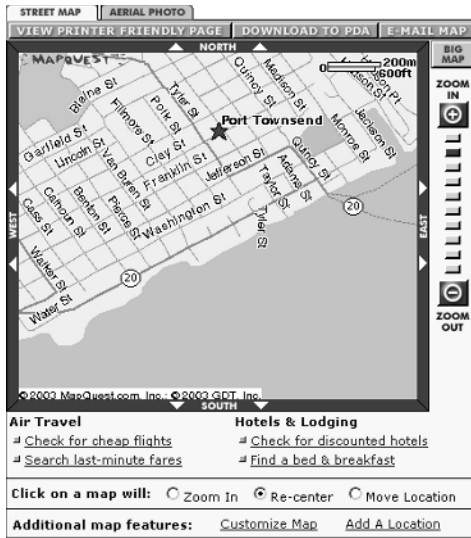 STREET MAP AERIAL PHOTO
VIEW PRINTER FRIENDLY PAGE DOWNLOAD TO PDA E-MAIL MAP
NORTH
BIG
MAP
MAPQUEST
0 200m
600ft
ZOOM
IN
Blaine St
Tyler St
Quincy St
Madison St
Jackson St
Monroe St
Polk St
Fillmore St
Port Townsend
Garfield St
Lincoln St
Van Buren St
Clay St
Franklin St
Jefferson St
Quincy St
Adams St
Taylor St
Tyler St
Cass St
Calhoun St
Benton St
Pierce St
Washington St
20
WEST
EAST
Walker St
20
Water St
ZOOM
OUT
©2003 MapQuest.com, Inc.; ©2003 GDT, Inc.
SOUTH
Air Travel Hotels & Lodging
Check for cheap flights Check for discounted hotels
Search last-minute fares Find a bed & breakfast
Click on a map will: Zoom In Re-center Move Location
Additional map features: Customize Map Add A Location